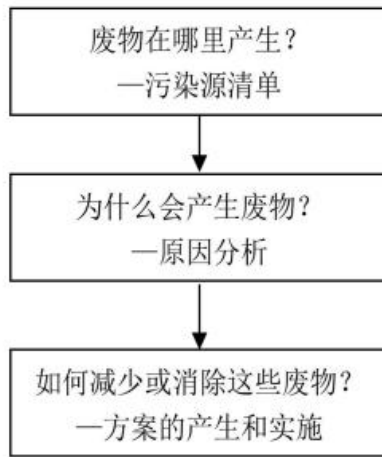 废物在哪里产生？
—污染源清单
为什么会产生废物？
—原因分析
如何减少或消除这些废物？
—方案的产生和实施